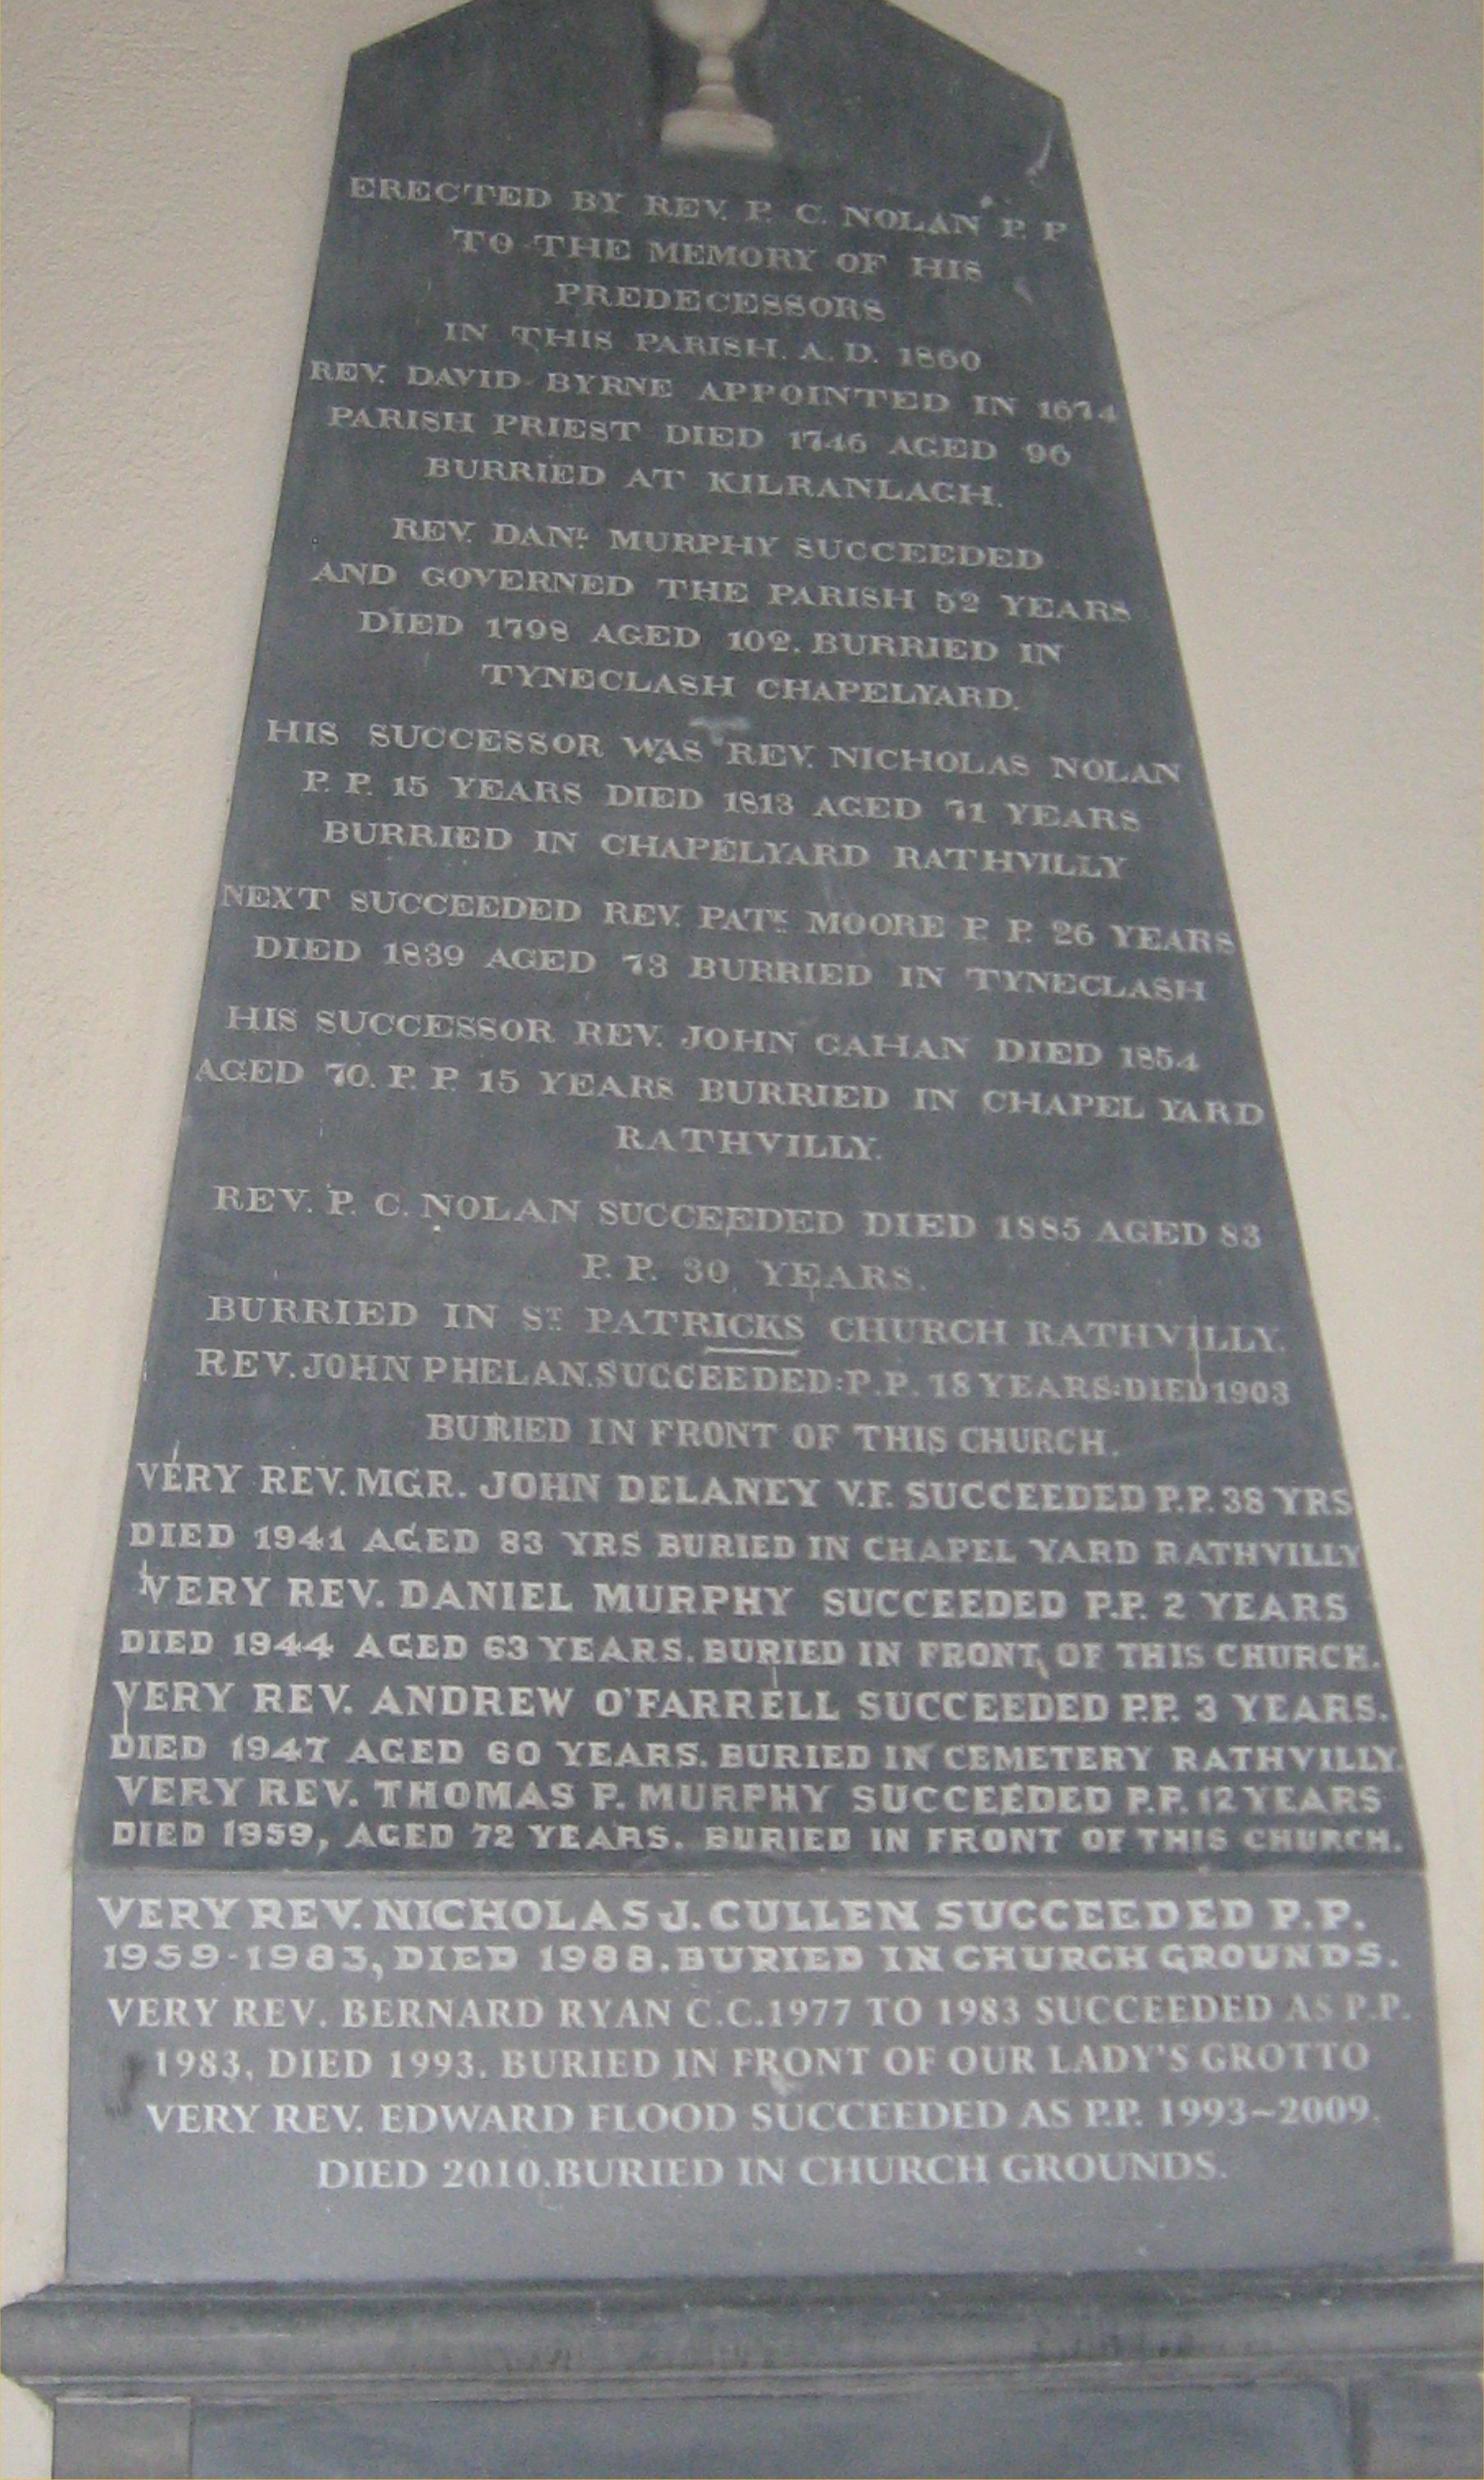 ERECTED BY REV. P. C. NOLAN P. P
TO THE MEMORY OF HIS
PREDECESSORS
IN THIS PARISH. A. D. 1860
REV. DAVID BYRNE APPOINTED IN 1674
PARISH PRIEST DIED 1746 AGED 96
BURRIED AT KILRANLAGH.
REV. DANL MURPHY SUCCEEDED
AND GOVERNED THE PARISH 52 YEARS
DIED 1798 AGED 102. BURRIED IN
TYNECLASH CHAPELYARD.
HIS SUCCESSOR WAS REV. NICHOLAS NOLAN
P. P. 15 YEARS DIED 1813 AGED 71 YEARS
BURRIED IN CHAPELYARD RATHVILLY
NEXT SUCCEEDED REV. PATK MOORE P. P. 26 YEARS
DIED 1839 AGED 73 BURRIED IN TYNECLASH
HIS SUCCESSOR REV. JOHN GAHAN DIED 1854
AGED 70. P. P. 15 YEARS BURRIED IN CHAPEL YARD
RATHVILLY.
REV. P. C. NOLAN SUCCEEDED DIED 1885 AGED 83
P. P. 30 YEARS.
BURRIED IN ST PATRICKS CHURCH RATHVILLY.
REV. JOHN PHELAN.SUCCEEDED:P.P. 18 YEARS:DIED 1903
BURIED IN FRONT OF THIS CHURCH.
VERY REV. MGR. JOHN DELANEY V.F. SUCCEEDED P.P. 38 YRS
DIED 1941 AGED 83 YRS BURIED IN CHAPEL YARD RATHVILLY
VERY REV. DANIEL MURPHY SUCCEEDED P.P. 2 YEARS
DIED 1944 AGED 63 YEARS. BURIED IN FRONT OF THIS CHURCH.
VERY REV. ANDREW O'FARRELL SUCCEEDED P.P. 3 YEARS.
DIED 1947 AGED 60 YEARS. BURIED IN CEMETERY RATHVILLY.
VERY REV. THOMAS P. MURPHY SUCCEEDED P.P. 12 YEARS
DIED 1959, AGED 72 YEARS. BURIED IN FRONT OF THIS CHURCH.
VERY REV. NICHOLAS J. CULLEN SUCCEEDED P.P.
1959-1983, DIED 1988. BURIED IN CHURCH GROUNDS.
VERY REV. BERNARD RYAN C.C.1977 TO 1983 SUCCEEDED AS P.P.
1983, DIED 1993. BURIED IN FRONT OF OUR LADY'S GROTTO
VERY REV. EDWARD FLOOD SUCCEEDED AS P.P. 1993~2009.
DIED 2010.BURIED IN CHURCH GROUNDS.